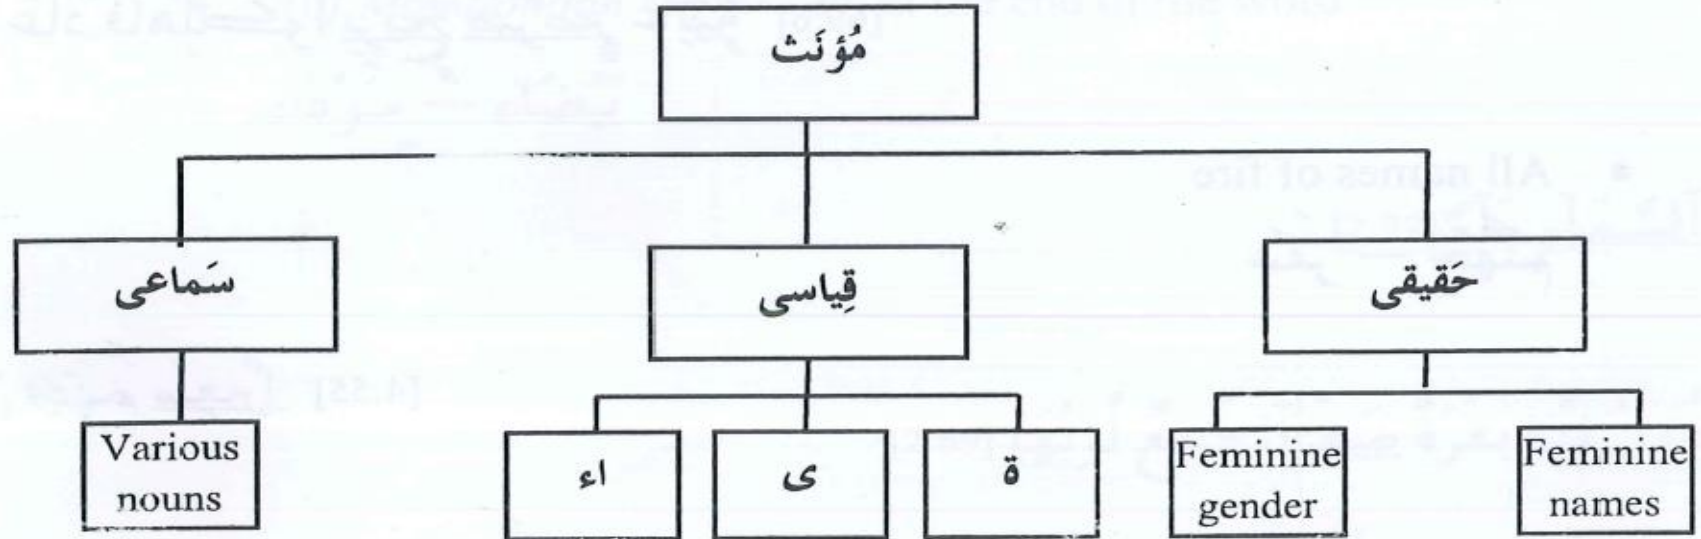 مُؤنَث
حَقيقى
قِياسى
سَماعى
Feminine
names
Feminine
gender
ة
ى
اء
Various
nouns